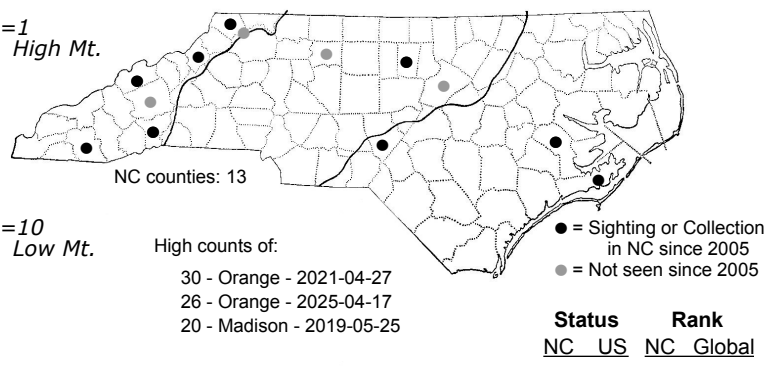 =1
High Mt.
NC counties: 13
=10
Low Mt.
High counts of:
30 - Orange - 2021-04-27
26 - Orange - 2025-04-17
20 - Madison - 2019-05-25
● = Sighting or Collection
in NC since 2005
● = Not seen since 2005
Status Rank
NC US NC Global